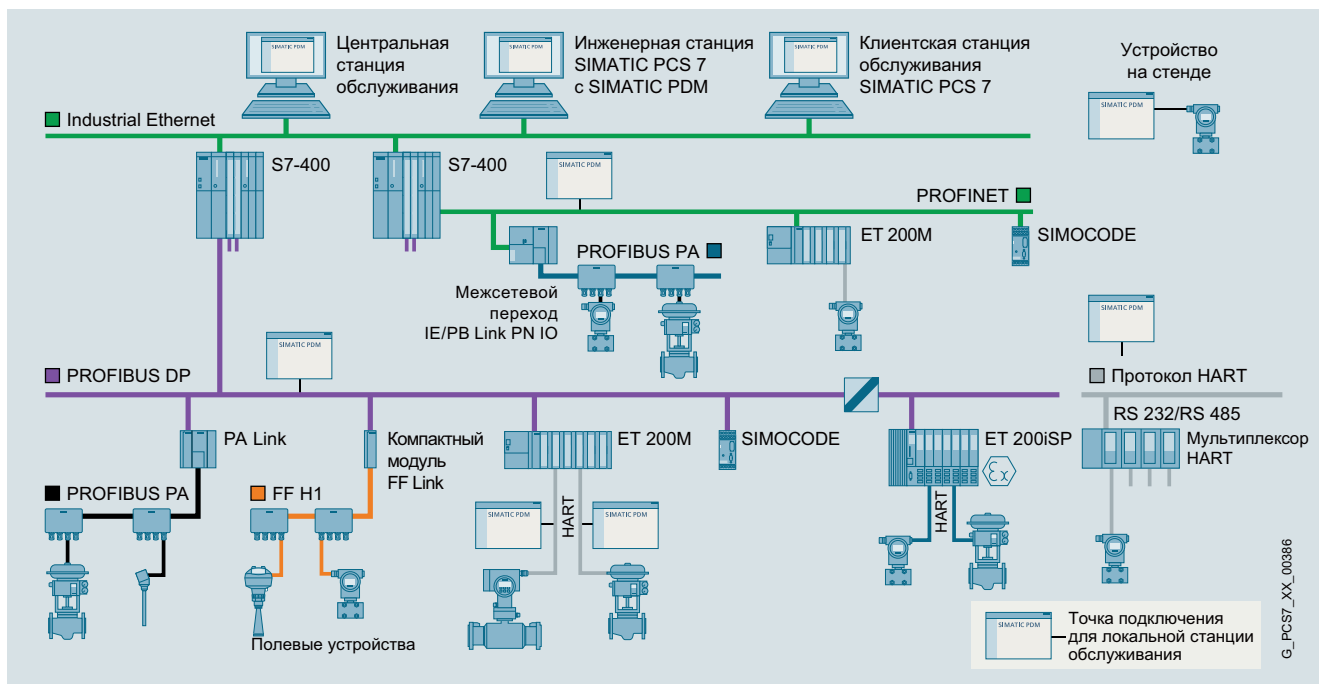 SIMATIC PDM
Центральная
станция
обслуживания
SIMATIC PDM
Инженерная станция
SIMATIC PCS 7
с SIMATIC PDM
SIMATIC PDM
Клиентская станция
обслуживания
SIMATIC PCS 7
Устройство
на стенде
SIMATIC PDM
Industrial Ethernet
S7-400
S7-400
SIMATIC PDM
PROFINET
PROFIBUS PA
ET 200M
SIMOCODE
Межсетевой
переход
IE/PB Link PN IO
SIMATIC PDM
SIMATIC PDM
PROFIBUS DP
Протокол HART
RS 232/RS 485
PA Link
Компактный
модуль
FF Link
ET 200M
SIMOCODE
ET 200iSP
Мультиплексор
HART
εx
PROFIBUS PA
FF H1
SIMATIC PDM
HART
SIMATIC PDM
HART
Полевые устройства
SIMATIC PDM
Точка подключения
для локальной станции
обслуживания
G_PCS7_XX_00386